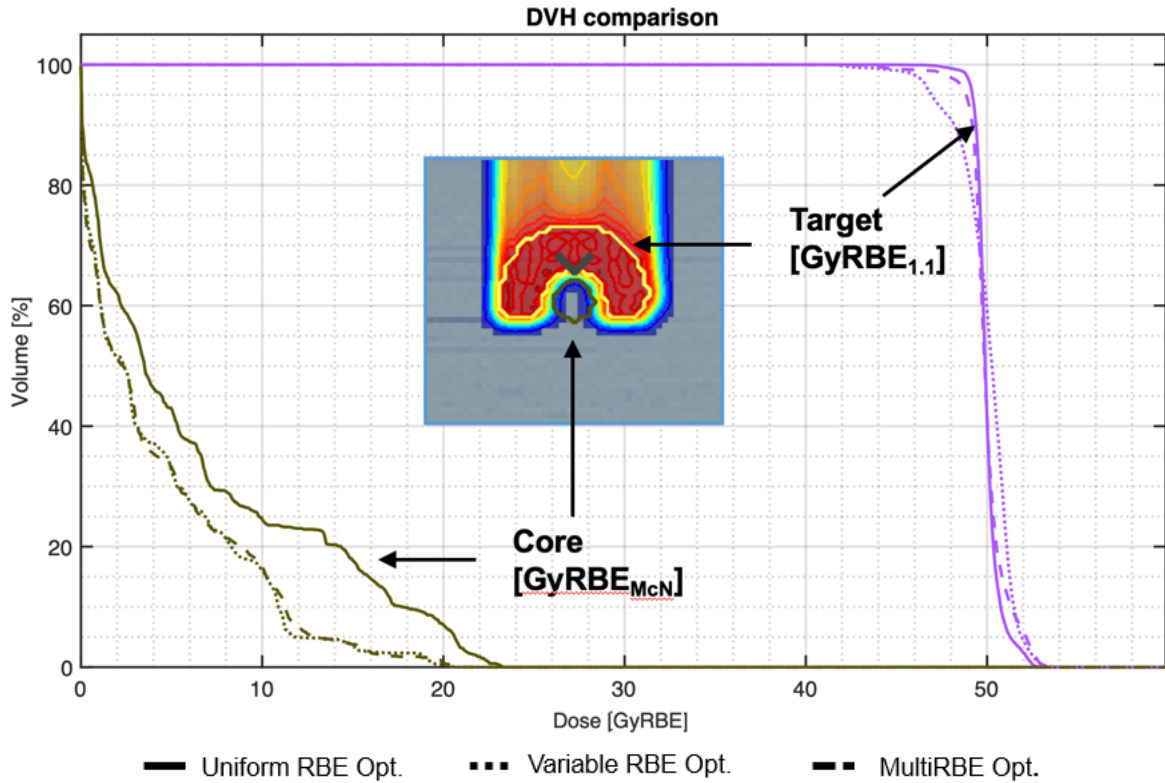 DVH comparison
100
80
60
40
20
0
Volume [%]
Target
[GyRBE1.1]
Core
[GyRBEMcN]
0 10 20 30 40 50
Dose [GyRBE]
Uniform RBE Opt. Variable RBE Opt. MultiRBE Opt.